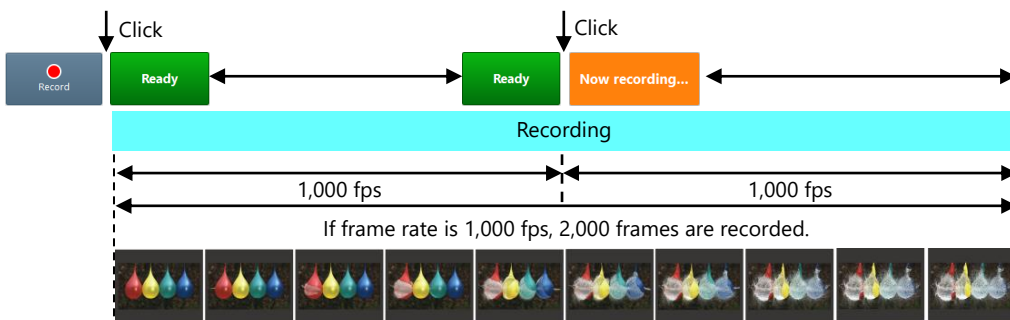 Click
Click
Record
Ready
Ready
Now recording...
Recording
1,000 fps
1,000 fps
If frame rate is 1,000 fps, 2,000 frames are recorded.